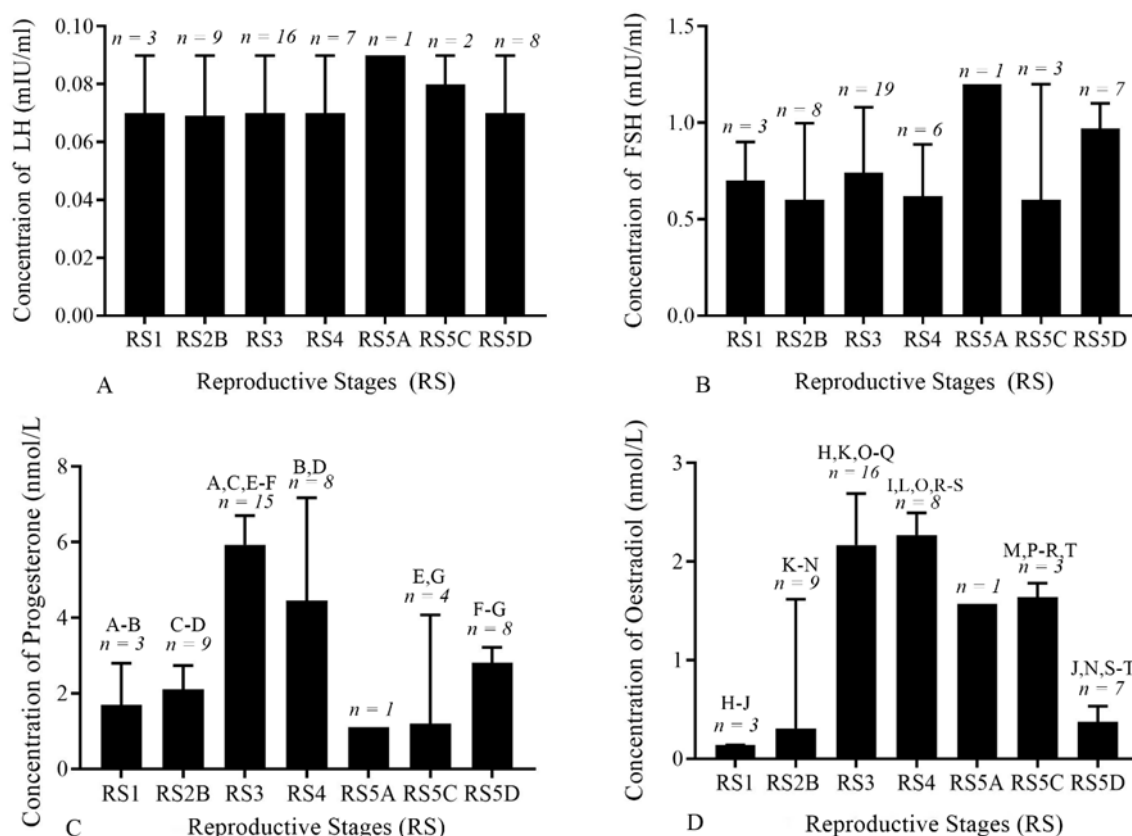 n = 3 n = 9 n = 16 n = 7 n = 1 n = 2 n = 8
0.10
0.08
0.06
0.04
0.02
0.00
Concentraion of LH (mIU/ml)
RS1 RS2B RS3 RS4 RS5A RS5C RS5D
A Reproductive Stages (RS)
n = 3 n = 8 n = 19 n = 6 n = 1 n = 3 n = 7
1.5
1.0
0.5
0.0
Concentraion of FSH (mIU/ml)
RS1 RS2B RS3 RS4 RS5A RS5C RS5D
B Reproductive Stages (RS)
8
6
4
2
0
Concentration of Progesterone (nmol/L)
A-B
n = 3
C-D
n = 9
A,C,E-F
n = 15
B,D
n = 8
n = 1
E,G
n = 4
F-G
n = 8
RS1 RS2B RS3 RS4 RS5A RS5C RS5D
C Reproductive Stages (RS)
3
2
1
0
Concentration of Oestradiol (nmol/L)
H-J
n = 3
K-N
n = 9
H,K,O-Q
n = 16
I,L,O,R-S
n = 8
n = 1
M,P-R,T
n = 3
J,N,S-T
n = 7
RS1 RS2B RS3 RS4 RS5A RS5C RS5D
D Reproductive Stages (RS)